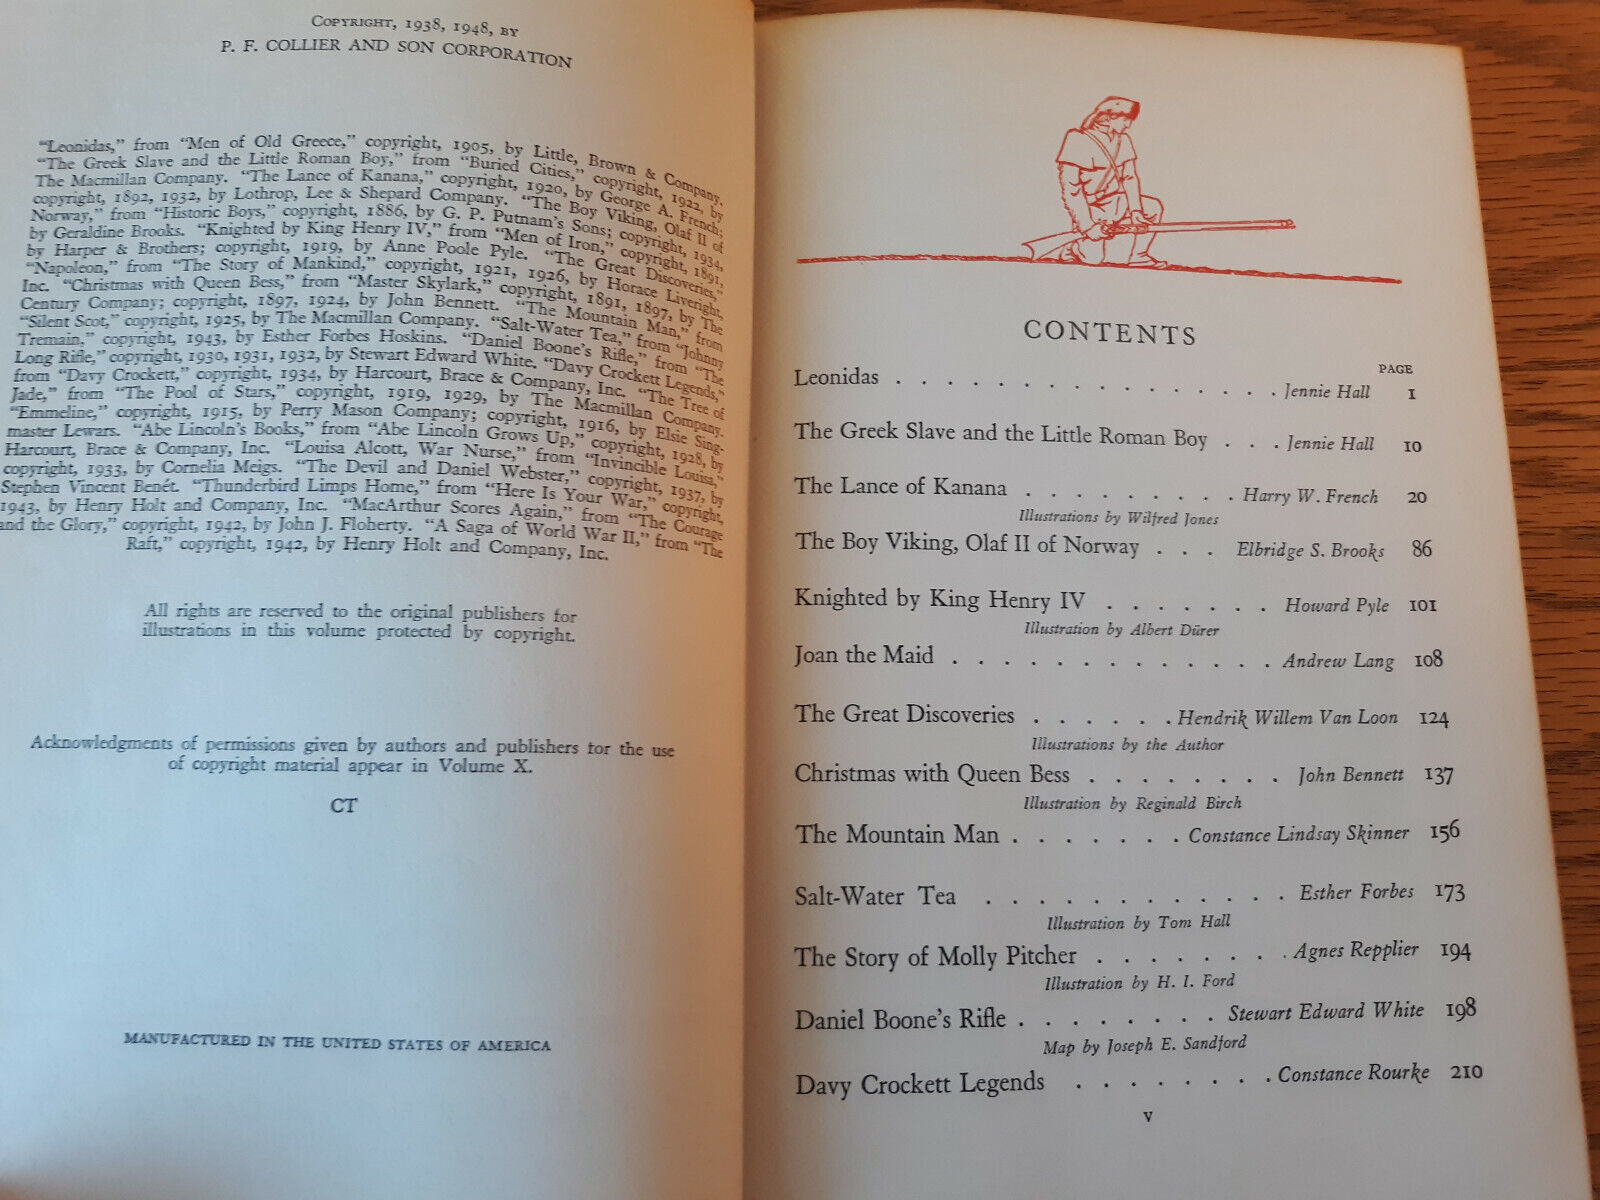 COPYRIGHT, 1938, 1948, BY
P. F. COLLIER AND SON CORPORATION
"Leonidas," from "Men of Old Greece," copyright, 1905, by Little, Brown & Company.
"The Greek Slave and the Little Roman Boy," from "Buried Cities," copyright, 1922, by
The Macmillan Company. "The Lance of Kanana," copyright, 1920, by George A. French;
copyright, 1892, 1932, by Lothrop, Lee & Shepard Company. "The Boy Viking, Olaf II of
Norway," from "Historic Boys," copyright, 1886, by G. P. Putnam's Sons; copyright, 1934,
by Geraldine Brooks. "Knighted by King Henry IV," from "Men of Iron," copyright, 1891,
by Harper & Brothers; copyright, 1919, by Anne Poole Pyle. "The Great Discoveries,"
"Napoleon," from "The Story of Mankind," copyright, 1921, 1926, by Horace Liveright,
Inc. "Christmas with Queen Bess," from "Master Skylark," copyright, 1891, 1897, by The
Century Company; copyright, 1897, 1924, by John Bennett. "The Mountain Man," from
"Silent Scot," copyright, 1925, by The Macmillan Company. "Salt-Water Tea," from "Johnny
Tremain," copyright, 1943, by Esther Forbes Hoskins. "Daniel Boone's Rifle," from "The
Long Rifle," copyright, 1930, 1931, 1932, by Stewart Edward White. "Davy Crockett Legends,"
from "Davy Crockett," copyright, 1934, by Harcourt, Brace & Company, Inc. "The Tree of
Jade," from "The Pool of Stars," copyright, 1919, 1929, by The Macmillan Company.
"Emmeline," copyright, 1915, by Perry Mason Company; copyright, 1916, by Elsie Sing-
master Lewars. "Abe Lincoln's Books," from "Abe Lincoln Grows Up," copyright, 1928, by
Harcourt, Brace & Company, Inc. "Louisa Alcott, War Nurse," from "Invincible Louisa,"
copyright, 1933, by Cornelia Meigs. "The Devil and Daniel Webster," copyright, 1937, by
Stephen Vincent Benét. "Thunderbird Limps Home," from "Here Is Your War," copyright,
1943, by Henry Holt and Company, Inc. "MacArthur Scores Again," from "The Courage
and the Glory," copyright, 1942, by John J. Floherty. "A Saga of World War II," from "The
Raft," copyright, 1942, by Henry Holt and Company, Inc.
All rights are reserved to the original publishers for
illustrations in this volume protected by copyright.
Acknowledgments of permissions given by authors and publishers for the use
of copyright material appear in Volume X.
CT
MANUFACTURED IN THE UNITED STATES OF AMERICA
CONTENTS
PAGE
Leonidas . . . . . . . . . . . . . . . Jennie Hall 1
The Greek Slave and the Little Roman Boy . . . Jennie Hall 10
The Lance of Kanana . . . . . . . . . Harry W. French 20
Illustrations by Wilfred Jones
The Boy Viking, Olaf II of Norway . . . Elbridge S. Brooks 86
Knighted by King Henry IV . . . . . . . Howard Pyle 101
Illustration by Albert Dürer
Joan the Maid . . . . . . . . . . . . Andrew Lang 108
The Great Discoveries . . . . . . Hendrik Willem Van Loon 124
Illustrations by the Author
Christmas with Queen Bess . . . . . . . John Bennett 137
Illustration by Reginald Birch
The Mountain Man . . . . . . . Constance Lindsay Skinner 156
Salt-Water Tea . . . . . . . . . . . . Esther Forbes 173
Illustration by Tom Hall
The Story of Molly Pitcher . . . . . . . . Agnes Repplier 194
Illustration by H. I. Ford
Daniel Boone's Rifle . . . . . . . . Stewart Edward White 198
Map by Joseph E. Sandford
Davy Crockett Legends . . . . . . . . Constance Rourke 210
v